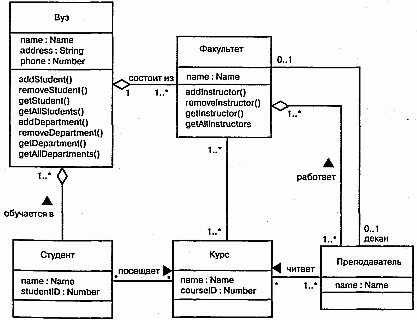 Вуз
name : Name
address : String
phone : Number
addStudent()
removeStudent()
getStudent()
getAllStudents()
addDepartment()
removeDepartment()
getDepartment()
getAllDepartments()
состоит из
1
1..*
Факультет
name : Name
addInstructor()
removeInstructor()
getInstructor()
getAllInstructors
0..1
1..*
1..*
1..*
работает
обучается в
1..*
1..*
0..1
декан
Студент
name : Name
studentID : Number
посещает
*
*
Курс
name : Name
courseID : Number
читает
*
1..*
Преподаватель
name : Name